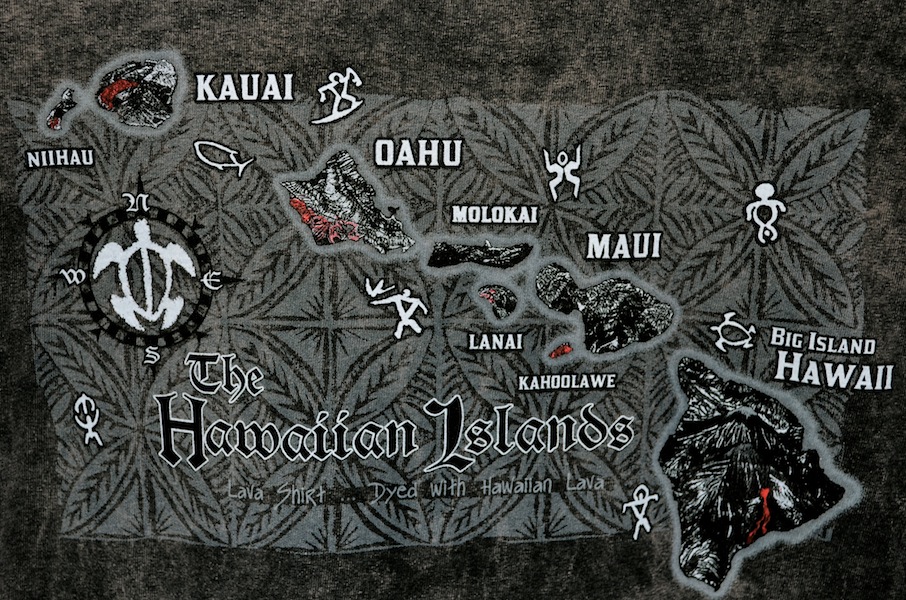 KAUAI
NIIHAU
OAHU
MOLOKAI
MAUI
LANAI
KAHOOLAWE
BIG ISLAND
HAWAII
N
W E
S
The
Hawaiian Islands
Lava Shirt ... Dyed with Hawaiian Lava